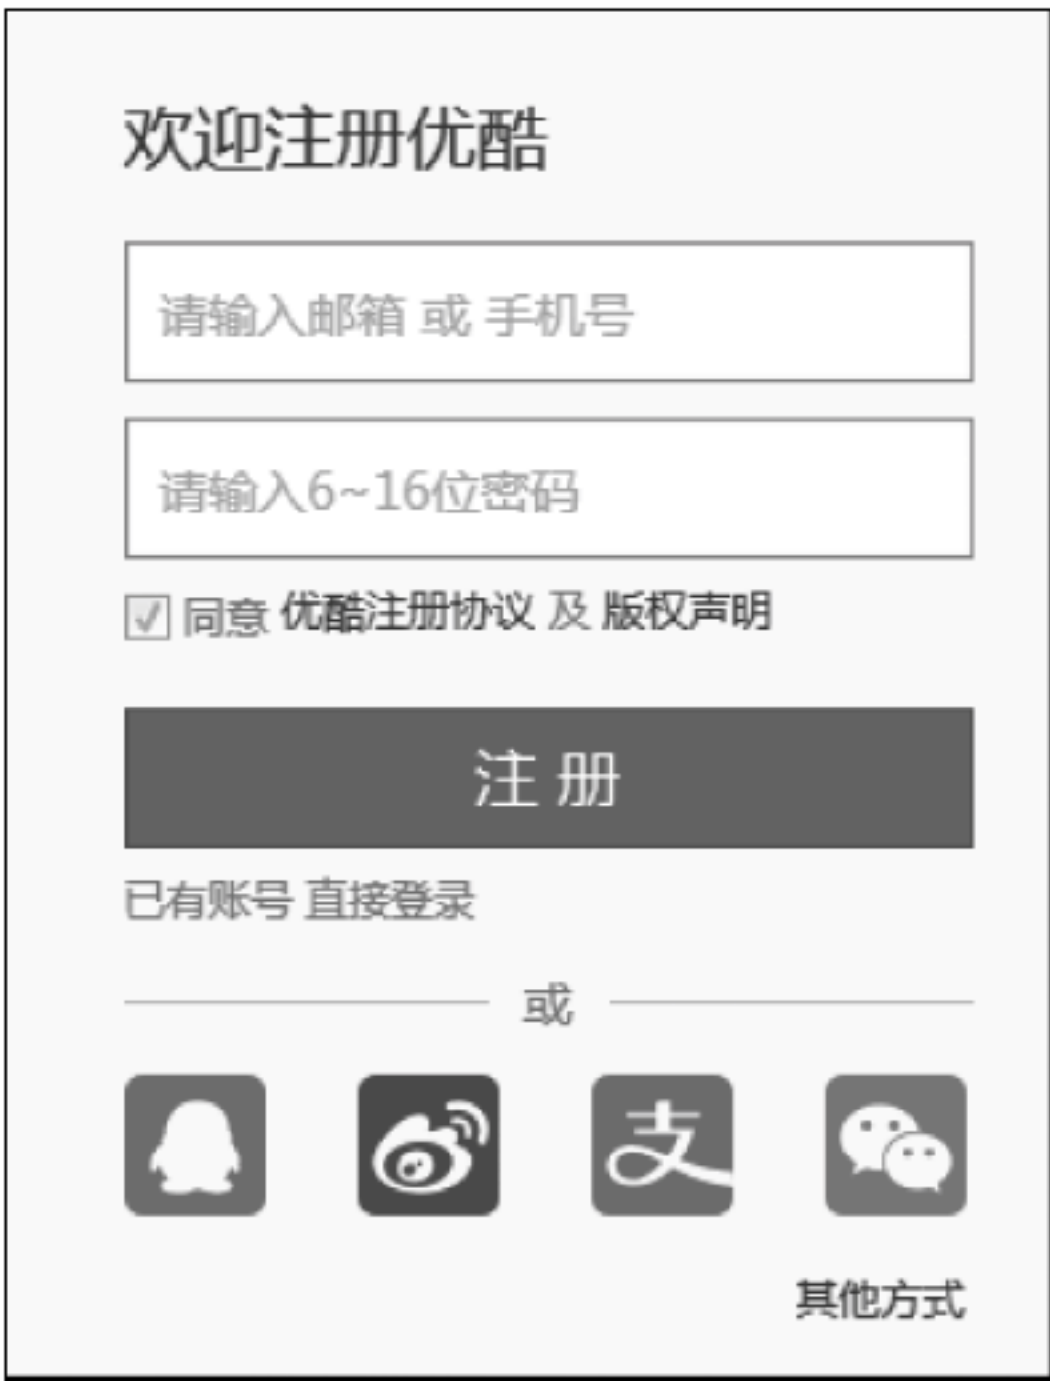 欢迎注册优酷
请输入邮箱 或 手机号
请输入6~16位密码
同意 优酷注册协议 及 版权声明
注 册
已有账号 直接登录
或
支
其他方式